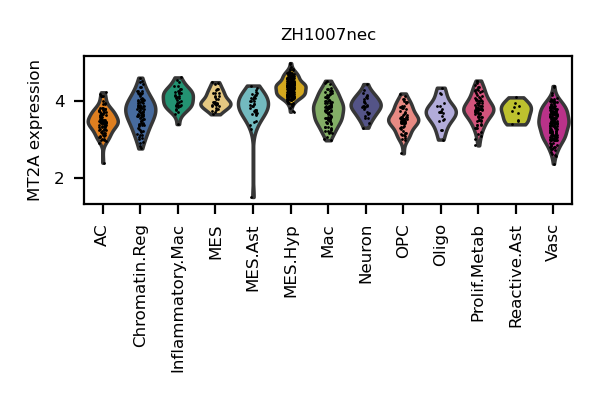 ZH1007nec
MT2A expression
4
2
AC
Chromatin.Reg
Inflammatory.Mac
MES
MES.Ast
MES.Hyp
Mac
Neuron
OPC
Oligo
Prolif.Metab
Reactive.Ast
Vasc